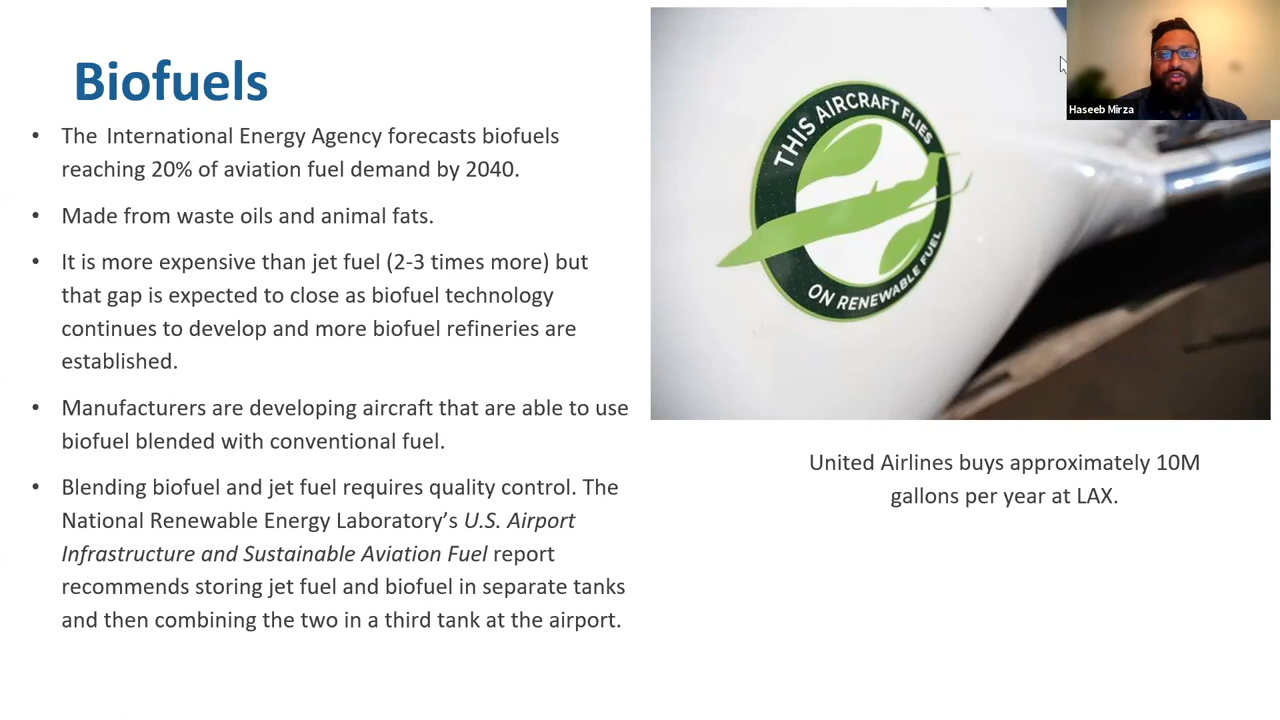 Biofuels
• The International Energy Agency forecasts biofuels
reaching 20% of aviation fuel demand by 2040.
• Made from waste oils and animal fats.
• It is more expensive than jet fuel (2-3 times more) but
that gap is expected to close as biofuel technology
continues to develop and more biofuel refineries are
established.
• Manufacturers are developing aircraft that are able to use
biofuel blended with conventional fuel.
• Blending biofuel and jet fuel requires quality control. The
National Renewable Energy Laboratory’s U.S. Airport
Infrastructure and Sustainable Aviation Fuel report
recommends storing jet fuel and biofuel in separate tanks
and then combining the two in a third tank at the airport.
THIS AIRCRAFT FLIES
ON RENEWABLE FUEL
Haseeb Mirza
United Airlines buys approximately 10M
gallons per year at LAX.